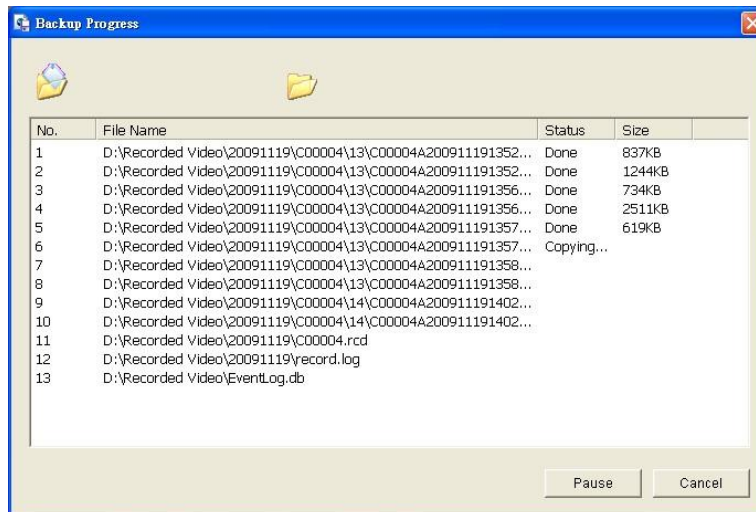 Backup Progress
No. File Name Status Size
1 D:\Recorded Video\20091119\C00004\13\C00004A200911191352... Done 837KB
2 D:\Recorded Video\20091119\C00004\13\C00004A200911191352... Done 1244KB
3 D:\Recorded Video\20091119\C00004\13\C00004A200911191356... Done 734KB
4 D:\Recorded Video\20091119\C00004\13\C00004A200911191356... Done 2511KB
5 D:\Recorded Video\20091119\C00004\13\C00004A200911191357... Done 619KB
6 D:\Recorded Video\20091119\C00004\13\C00004A200911191357... Copying...
7 D:\Recorded Video\20091119\C00004\13\C00004A200911191358...
8 D:\Recorded Video\20091119\C00004\13\C00004A200911191358...
9 D:\Recorded Video\20091119\C00004\14\C00004A200911191402...
10 D:\Recorded Video\20091119\C00004\14\C00004A200911191402...
11 D:\Recorded Video\20091119\C00004.rcd
12 D:\Recorded Video\20091119\record.log
13 D:\Recorded Video\EventLog.db
Pause Cancel